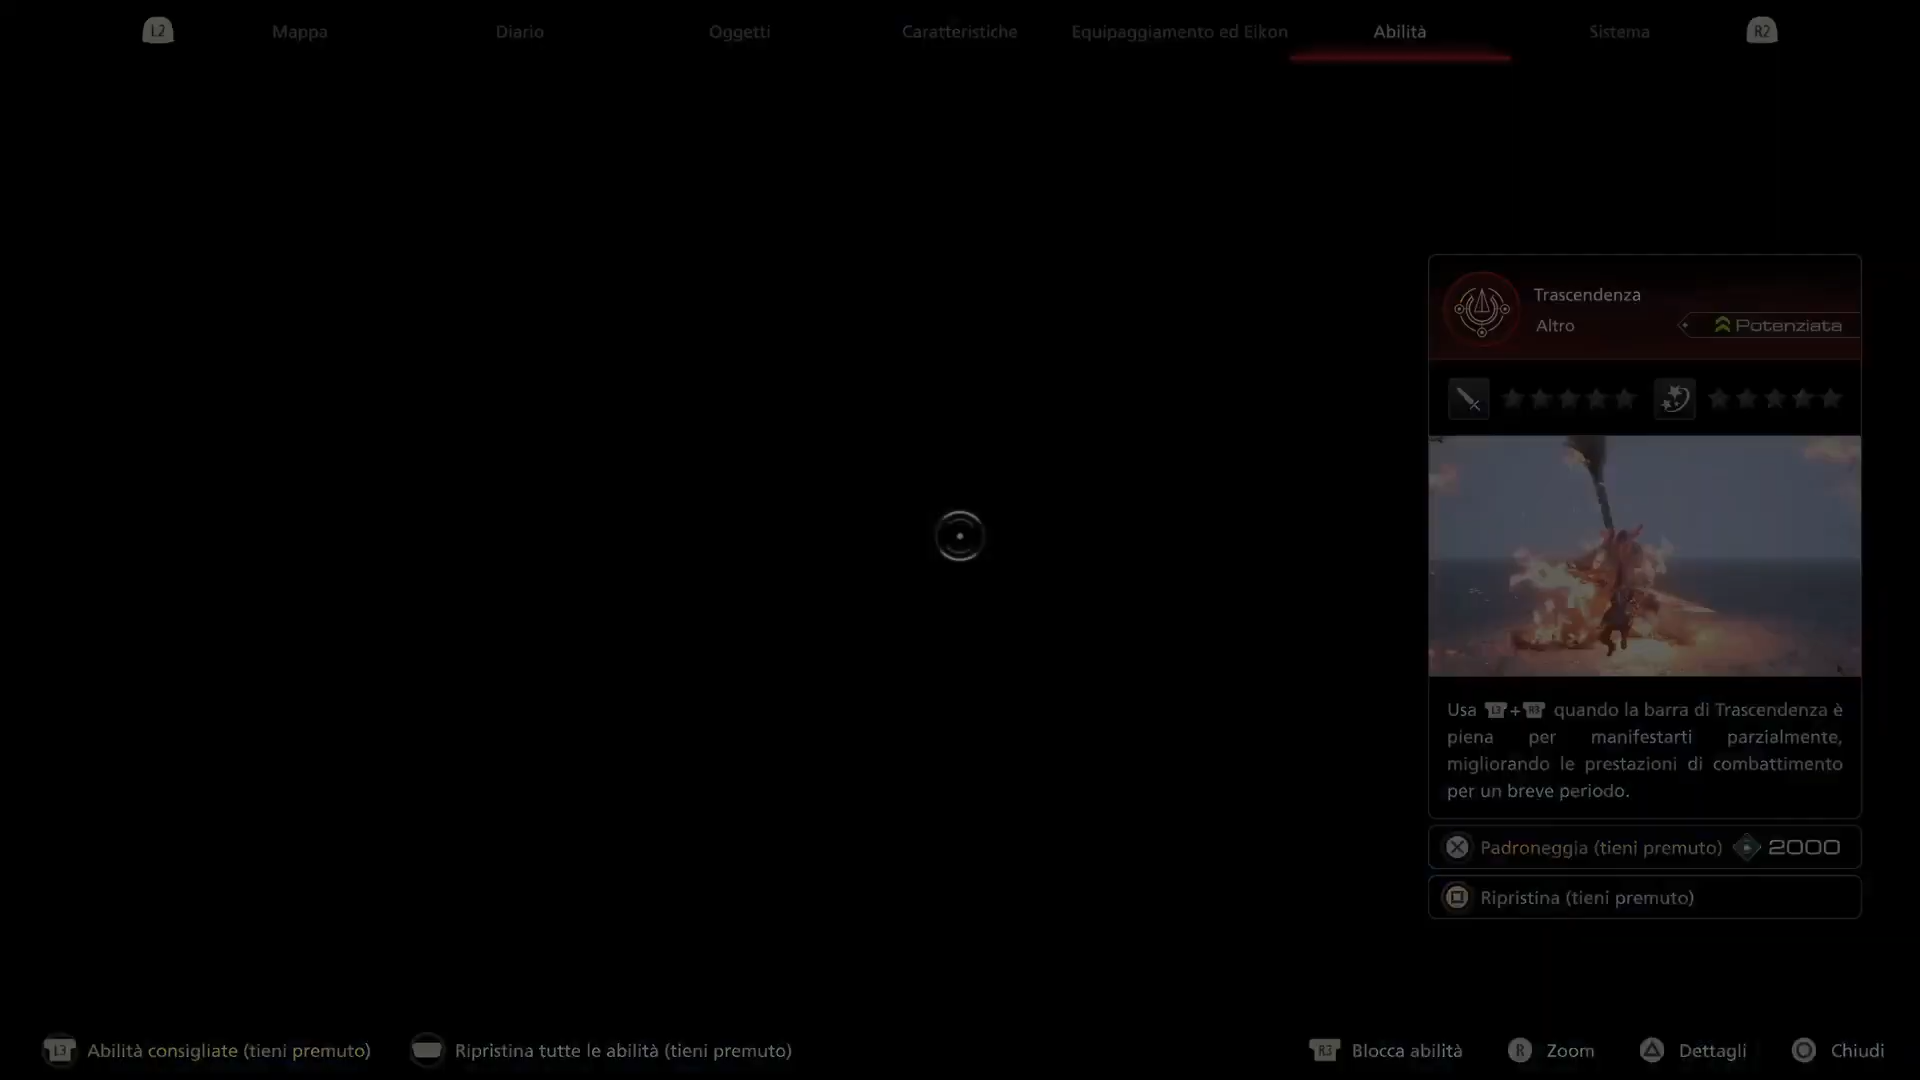 L2 Mappa Diario Oggetti Caratteristiche Equipaggiamento ed Eikon Abilità Sistema R2
Trascendenza
Altro Potenziata
Usa L3+R3 quando la barra di Trascendenza è
piena per manifestarti parzialmente,
migliorando le prestazioni di combattimento
per un breve periodo.
Padroneggia (tieni premuto) 2000
Ripristina (tieni premuto)
L3 Abilità consigliate (tieni premuto) Ripristina tutte le abilità (tieni premuto) R3 Blocca abilità R Zoom Dettagli Chiudi